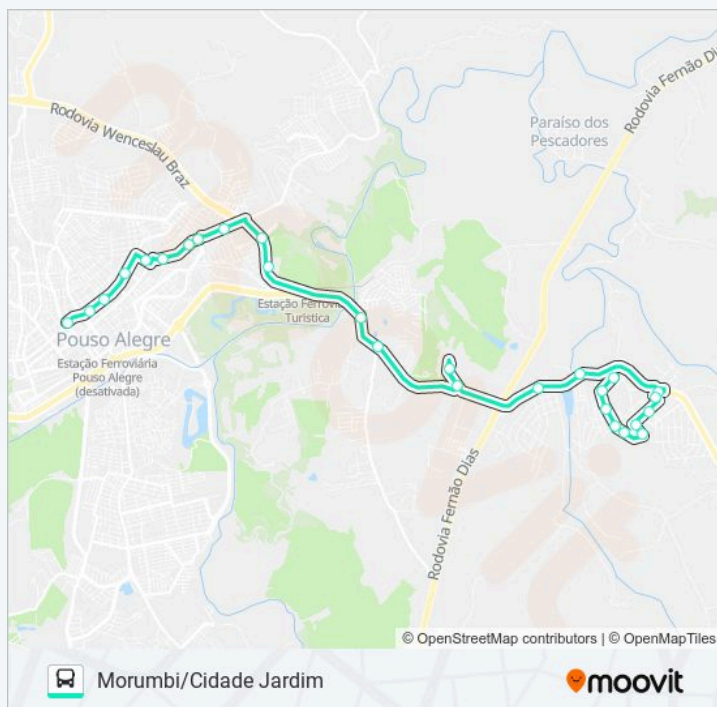 Rodovia Fernão Di
Rodovia Wenceslau Braz
Paraíso dos
Pescadores
Estação Ferrovi
Turistica
Pouso Alegre
Estação Ferroviária
Pouso Alegre
(desativada)
Rodovia Fernão Dias
© OpenStreetMap contributors | © OpenMapTiles
Morumbi/Cidade Jardim
moovit